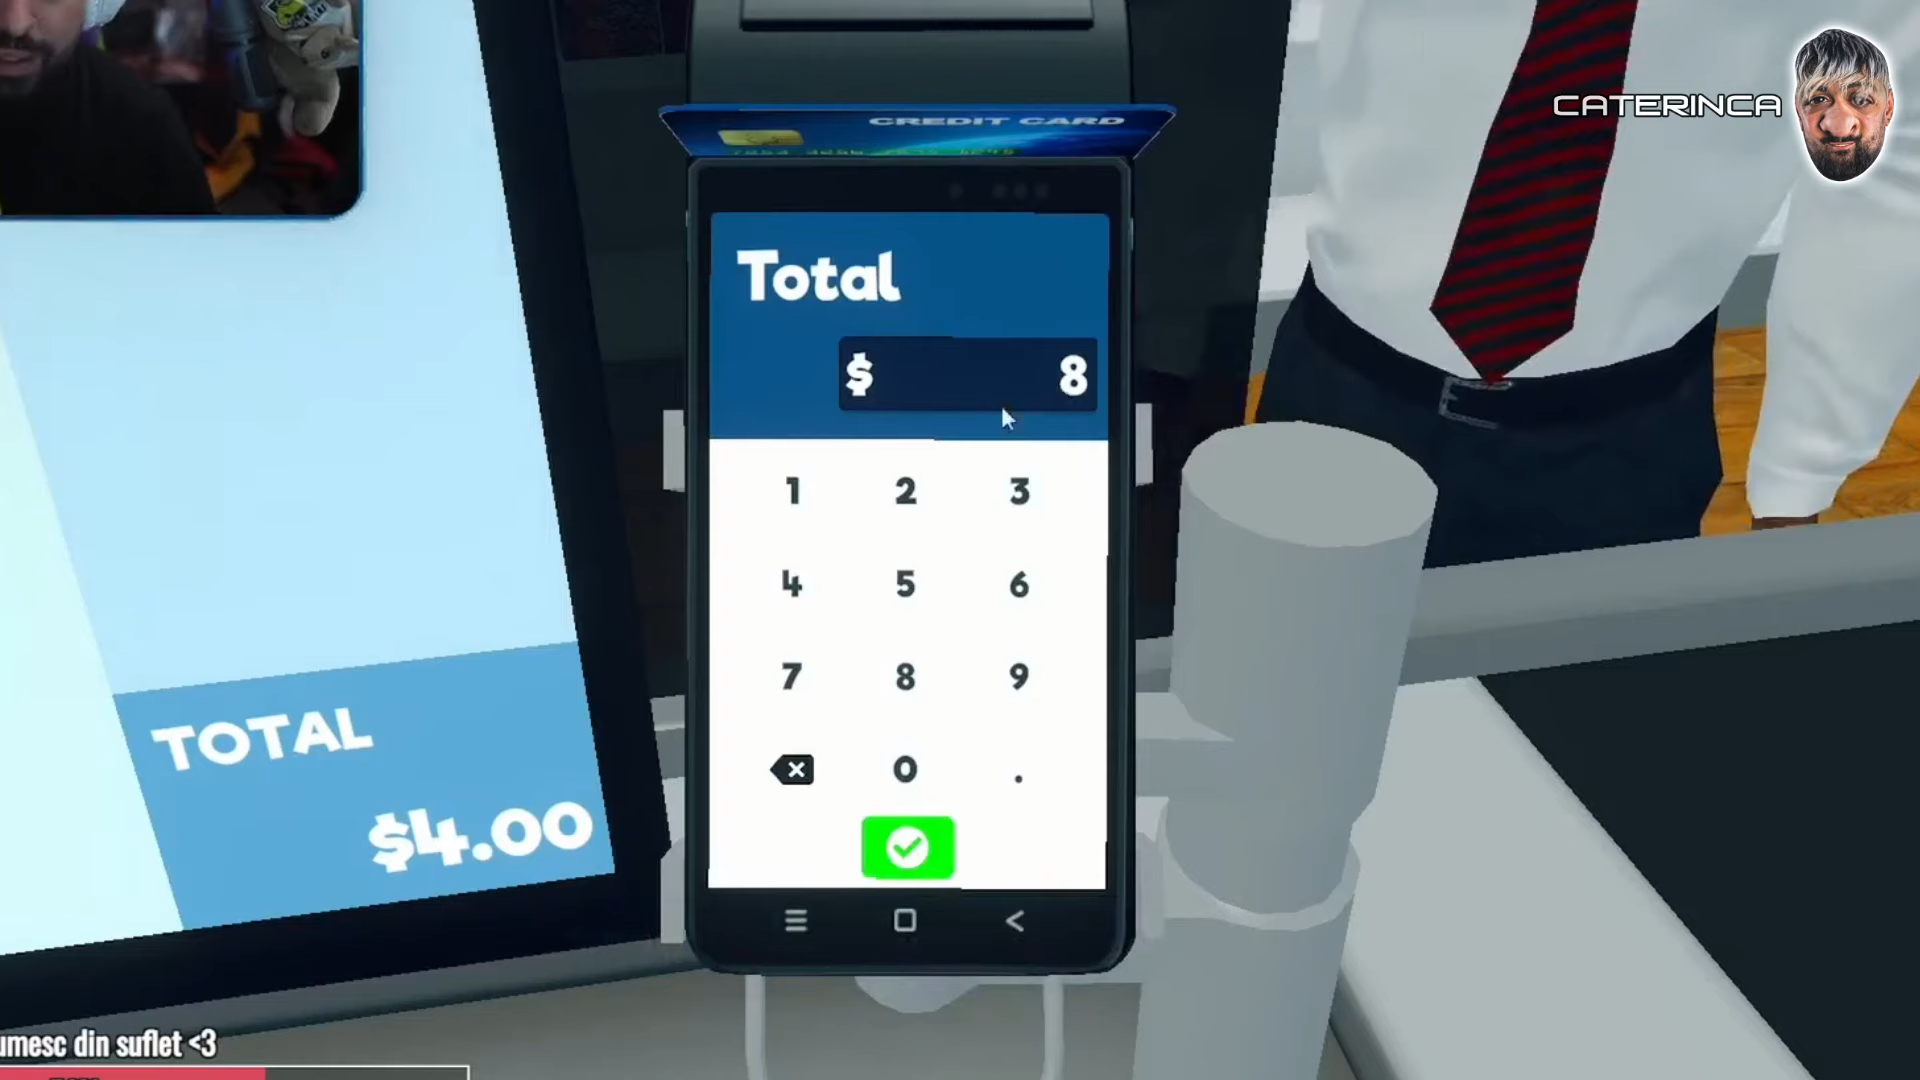 CREDIT CARD
CATERINCA
Total
$ 8
1 2 3
4 5 6
7 8 9
0 .
TOTAL
$4.00
din suflet <3